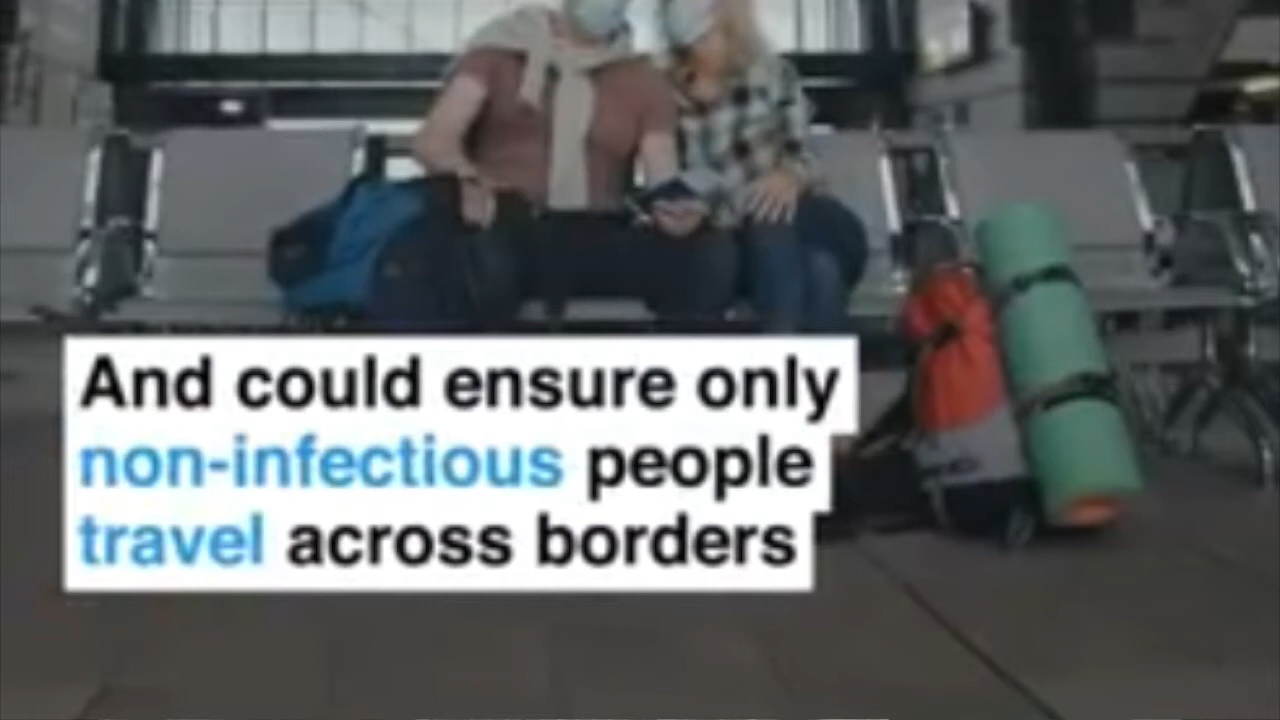 And could ensure only
non-infectious people
travel across borders